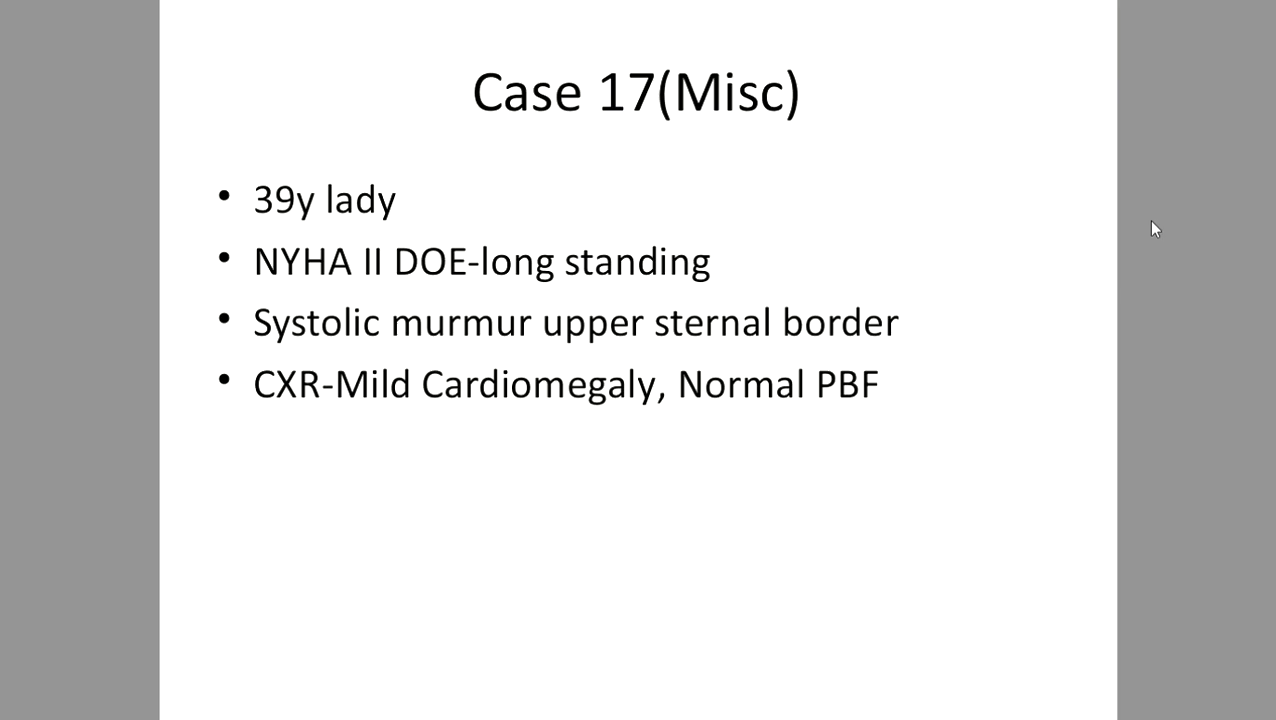 Case 17(Misc)
• 39y lady
• NYHA II DOE-long standing
• Systolic murmur upper sternal border
• CXR-Mild Cardiomegaly, Normal PBF